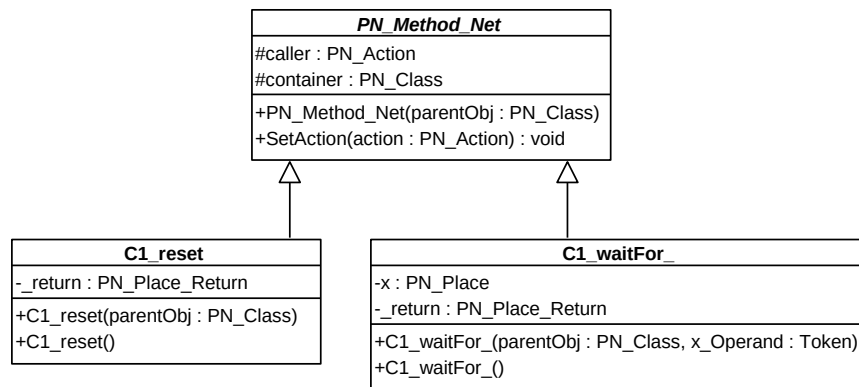 PN_Method_Net
#caller : PN_Action
#container : PN_Class
+PN_Method_Net(parentObj : PN_Class)
+SetAction(action : PN_Action) : void
C1_reset
-_return : PN_Place_Return
+C1_reset(parentObj : PN_Class)
+C1_reset()
C1_waitFor_
-x : PN_Place
-_return : PN_Place_Return
+C1_waitFor_(parentObj : PN_Class, x_Operand : Token)
+C1_waitFor_()